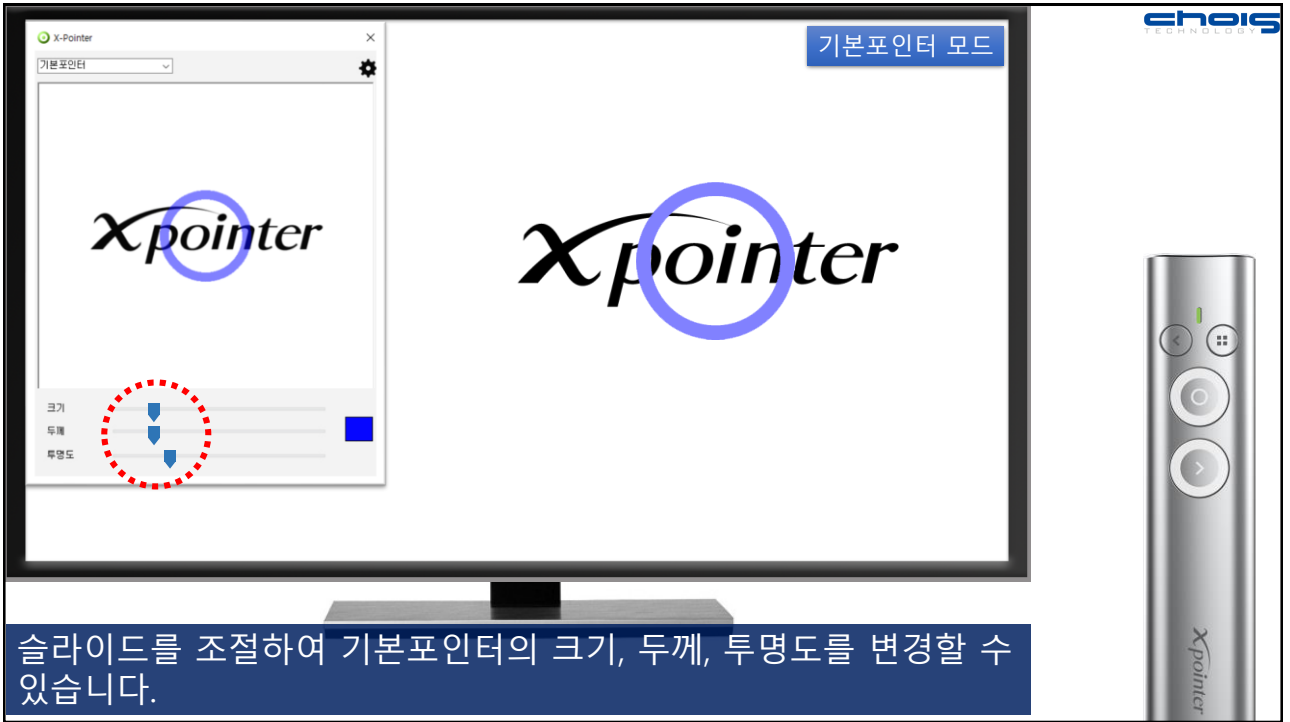 X-Pointer
기본포인터
기본포인터 모드
chois
TECHNOLOGY
Xpointer
Xpointer
크기
두께
투명도
Xpointer
슬라이드를 조절하여 기본포인터의 크기, 두께, 투명도를 변경할 수
있습니다.